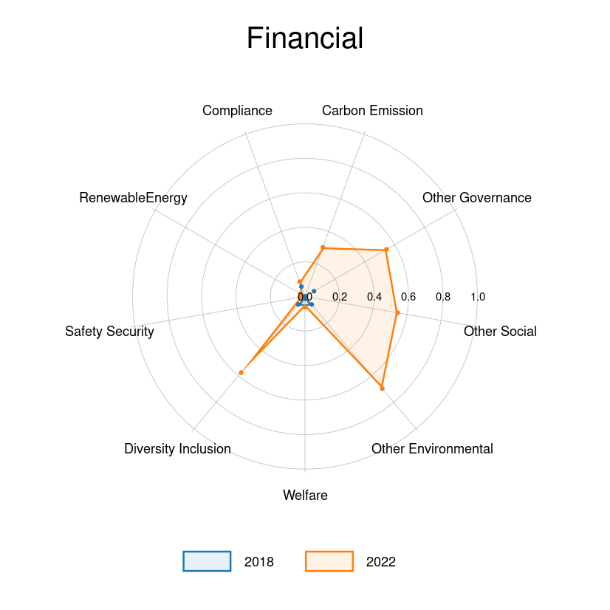 Financial
Compliance
Carbon Emission
RenewableEnergy
Other Governance
0.0 0.2 0.4 0.6 0.8 1.0
Safety Security
Other Social
Diversity Inclusion
Other Environmental
Welfare
2018
2022